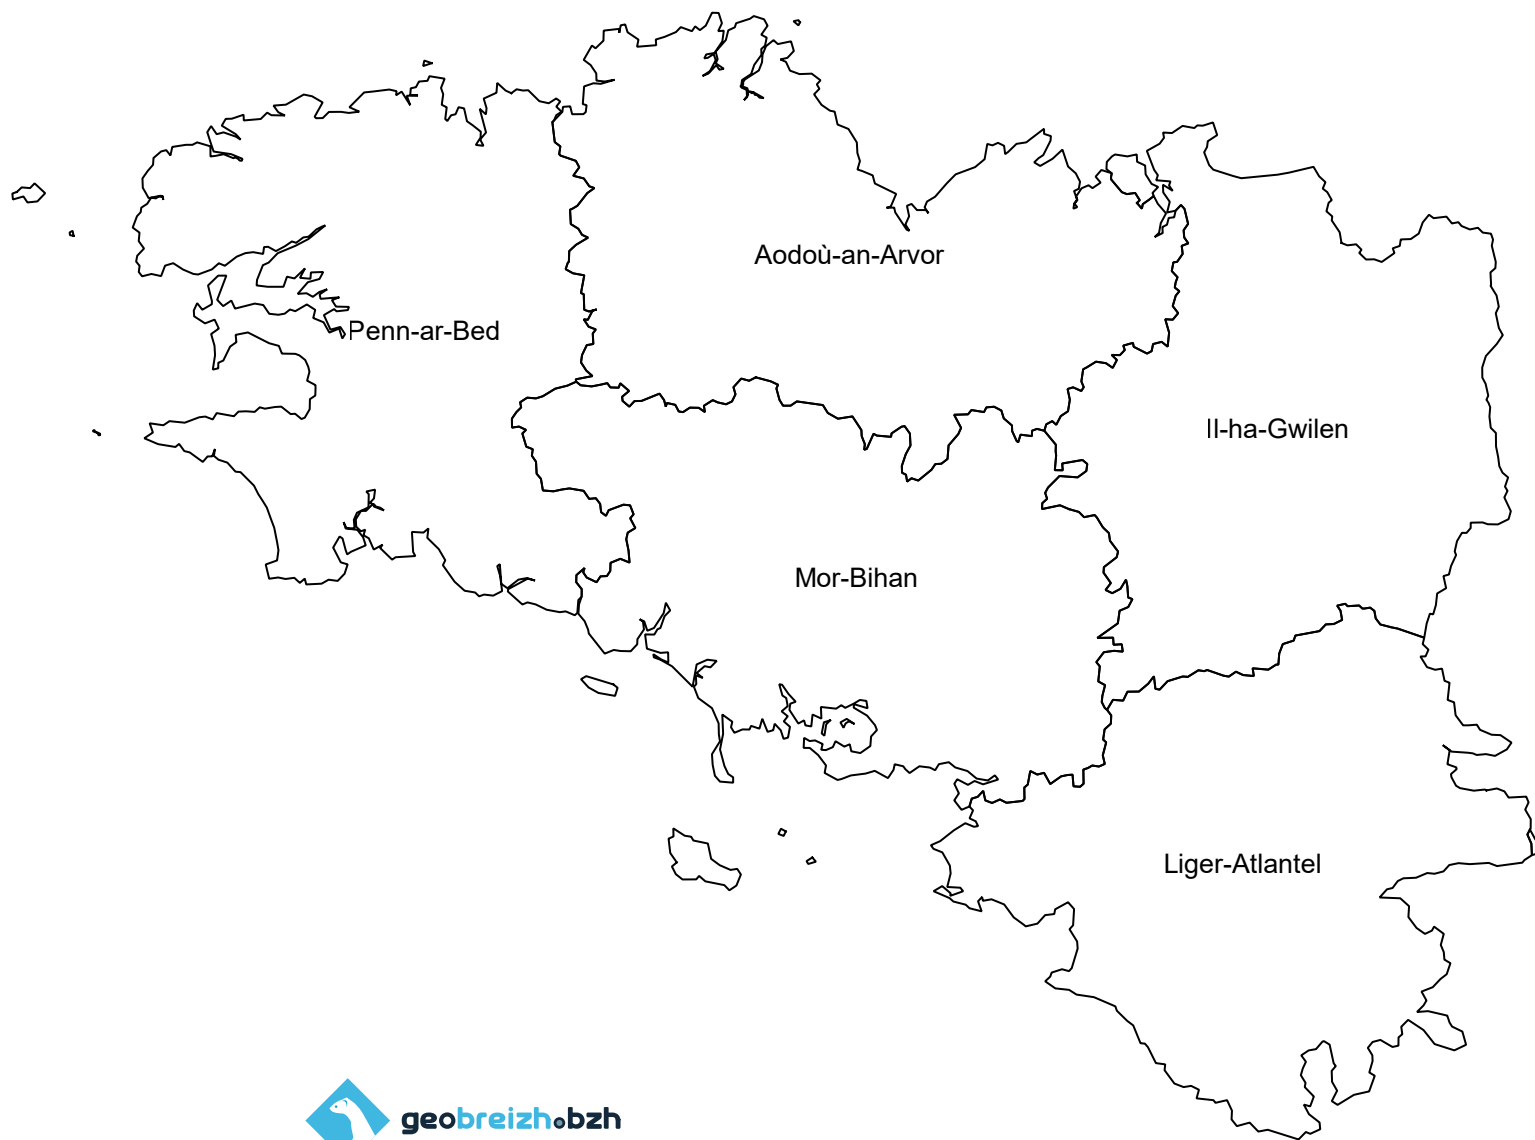 Aodoù-an-Arvor
Penn-ar-Bed
Il-ha-Gwilen
Mor-Bihan
Liger-Atlantel
geobreizh.bzh